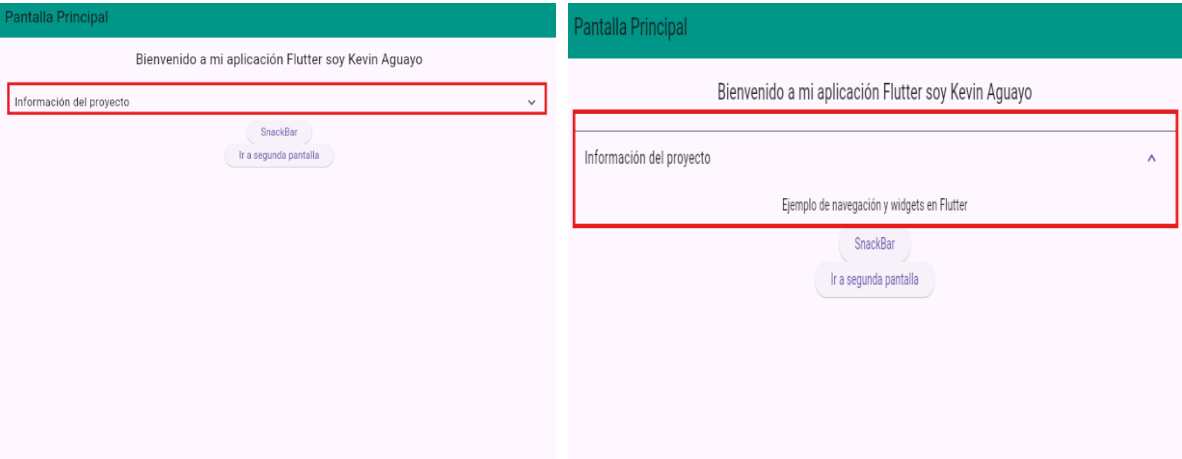 Pantalla Principal
Bienvenido a mi aplicación Flutter soy Kevin Aguayo
Información del proyecto
SnackBar
Ir a segunda pantalla
Pantalla Principal
Bienvenido a mi aplicación Flutter soy Kevin Aguayo
Información del proyecto
Ejemplo de navegación y widgets en Flutter
SnackBar
Ir a segunda pantalla